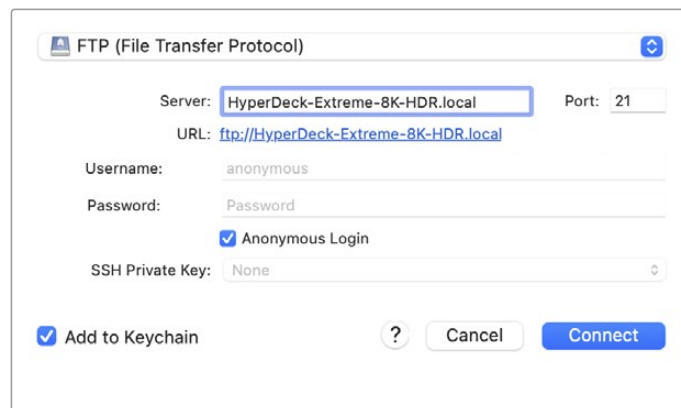 FTP (File Transfer Protocol)
Server: HyperDeck-Extreme-8K-HDR.local Port: 21
URL: ftp://HyperDeck-Extreme-8K-HDR.local
Username: anonymous
Password: Password
Anonymous Login
SSH Private Key: None
Add to Keychain ? Cancel Connect